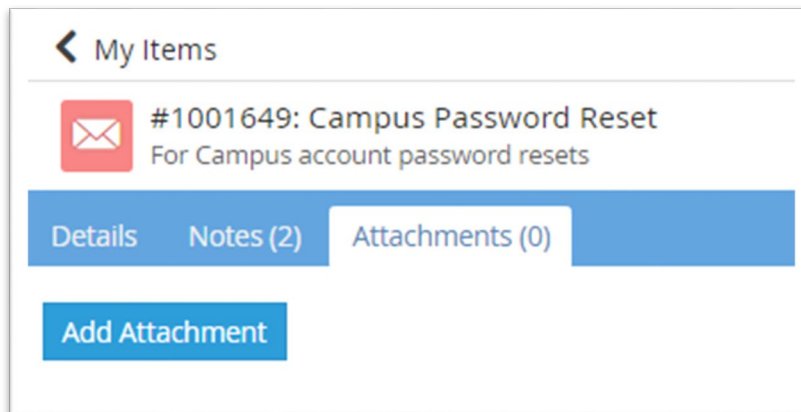 My Items
#1001649: Campus Password Reset
For Campus account password resets
Details Notes (2) Attachments (0)
Add Attachment